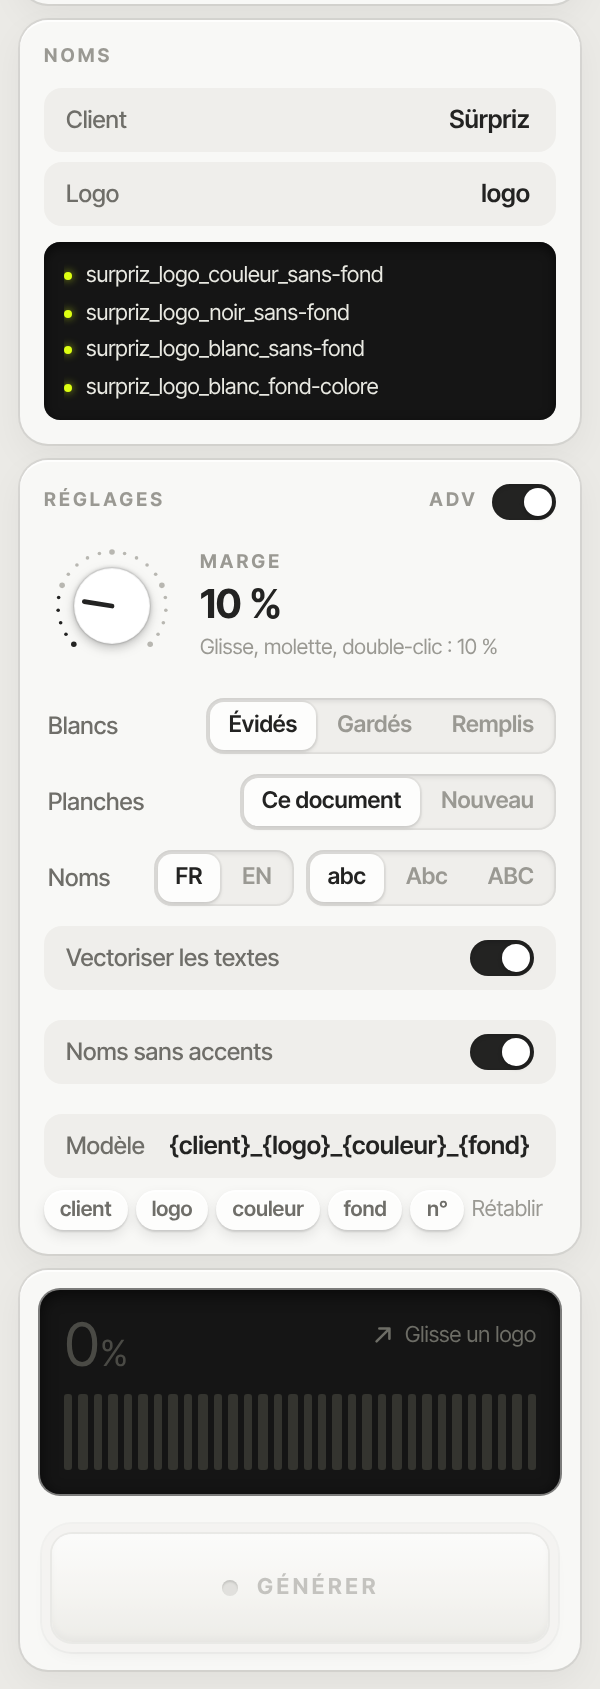 NOMS
Client Sürpriz
Logo logo
surpriz_logo_couleur_sans-fond
surpriz_logo_noir_sans-fond
surpriz_logo_blanc_sans-fond
surpriz_logo_blanc_fond-colore
RÉGLAGES ADV
MARGE
10 %
Glisse, molette, double-clic : 10 %
Blancs Évidés Gardés Remplis
Planches Ce document Nouveau
Noms FR EN abc Abc ABC
Vectoriser les textes
Noms sans accents
Modèle {client}_{logo}_{couleur}_{fond}
client logo couleur fond n° Rétablir
0% Glisse un logo
GÉNÉRER